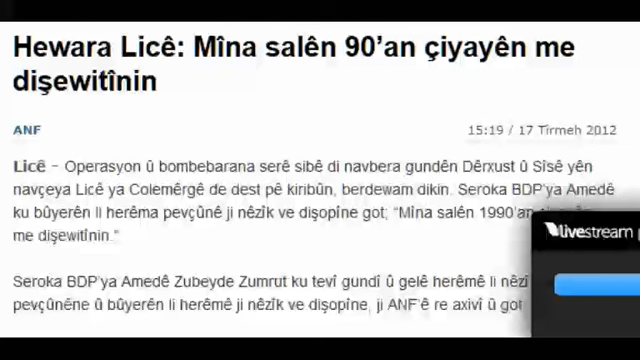 Hewara Licê: Mîna salên 90’an çiyayên me
dişewitînin
ANF
15:19 / 17 Tîrmeh 2012
Licê – Operasyon û bombebarana serê sibê di navbera gundên Dêrxust û Sîsê yên
navçeya Licê ya Colemêrgê de dest pê kiribûn, berdewam dikin. Seroka BDP'ya Amedê
ku bûyerên li herêma pevçûnê ji nêzîk ve dişopîne got; “Mîna salên 1990'an
me dişewitînin.”
Seroka BDP'ya Amedê Zubeyde Zumrut ku tevî gundî û gelê herêmê li nêzî
pevçûnêne û bûyerên li herêmê ji nêzîk ve dişopîne, ji ANF'ê re axivî û got
livestream